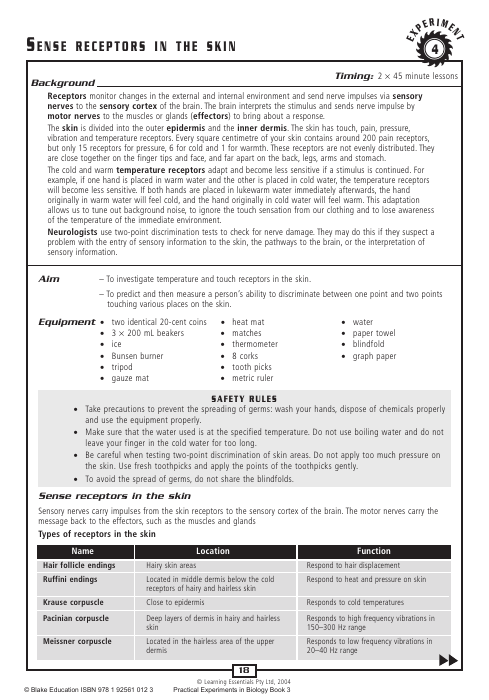 SENSE RECEPTORS IN THE SKIN
EXPERIMENT
4
Timing: 2 × 45 minute lessons
Background
Receptors monitor changes in the external and internal environment and send nerve impulses via sensory
nerves to the sensory cortex of the brain. The brain interprets the stimulus and sends nerve impulse by
motor nerves to the muscles or glands (effectors) to bring about a response.
The skin is divided into the outer epidermis and the inner dermis. The skin has touch, pain, pressure,
vibration and temperature receptors. Every square centimetre of your skin contains around 200 pain receptors,
but only 15 receptors for pressure, 6 for cold and 1 for warmth. These receptors are not evenly distributed. They
are close together on the finger tips and face, and far apart on the back, legs, arms and stomach.
The cold and warm temperature receptors adapt and become less sensitive if a stimulus is continued. For
example, if one hand is placed in warm water and the other is placed in cold water, the temperature receptors
will become less sensitive. If both hands are placed in lukewarm water immediately afterwards, the hand
originally in warm water will feel cold, and the hand originally in cold water will feel warm. This adaptation
allows us to tune out background noise, to ignore the touch sensation from our clothing and to lose awareness
of the temperature of the immediate environment.
Neurologists use two-point discrimination tests to check for nerve damage. They may do this if they suspect a
problem with the entry of sensory information to the skin, the pathways to the brain, or the interpretation of
sensory information.
Aim – To investigate temperature and touch receptors in the skin.
– To predict and then measure a person's ability to discriminate between one point and two points
touching various places on the skin.
Equipment • two identical 20-cent coins • heat mat • water
• 3 × 200 mL beakers • matches • paper towel
• ice • thermometer • blindfold
• Bunsen burner • 8 corks • graph paper
• tripod • tooth picks
• gauze mat • metric ruler
SAFETY RULES
• Take precautions to prevent the spreading of germs: wash your hands, dispose of chemicals properly
and use the equipment properly.
• Make sure that the water used is at the specified temperature. Do not use boiling water and do not
leave your finger in the cold water for too long.
• Be careful when testing two-point discrimination of skin areas. Do not apply too much pressure on
the skin. Use fresh toothpicks and apply the points of the toothpicks gently.
• To avoid the spread of germs, do not share the blindfolds.
Sense receptors in the skin
Sensory nerves carry impulses from the skin receptors to the sensory cortex of the brain. The motor nerves carry the
message back to the effectors, such as the muscles and glands
Types of receptors in the skin
Name Location Function
Hair follicle endings Hairy skin areas Respond to hair displacement
Ruffini endings Located in middle dermis below the cold Respond to heat and pressure on skin
receptors of hairy and hairless skin
Krause corpuscle Close to epidermis Responds to cold temperatures
Pacinian corpuscle Deep layers of dermis in hairy and hairless Responds to high frequency vibrations in
skin 150–300 Hz range
Meissner corpuscle Located in the hairless area of the upper Responds to low frequency vibrations in
dermis 20–40 Hz range
18
© Learning Essentials Pty Ltd, 2004
© Blake Education ISBN 978 1 92561 012 3 Practical Experiments in Biology Book 3